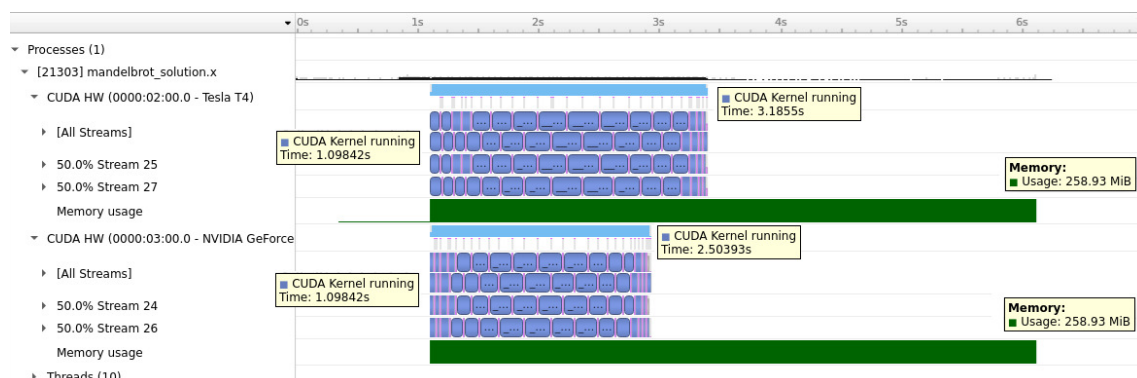 0s 1s 2s 3s 4s 5s 6s
Processes (1)
[21303] mandelbrot_solution.x
CUDA HW (0000:02:00.0 - Tesla T4)
CUDA Kernel running
Time: 3.1855s
[All Streams]
CUDA Kernel running
Time: 1.09842s
50.0% Stream 25
50.0% Stream 27
Memory:
Usage: 258.93 MiB
Memory usage
CUDA HW (0000:03:00.0 - NVIDIA GeForce
CUDA Kernel running
Time: 2.50393s
[All Streams]
CUDA Kernel running
Time: 1.09842s
50.0% Stream 24
50.0% Stream 26
Memory:
Usage: 258.93 MiB
Memory usage
Threads (10)